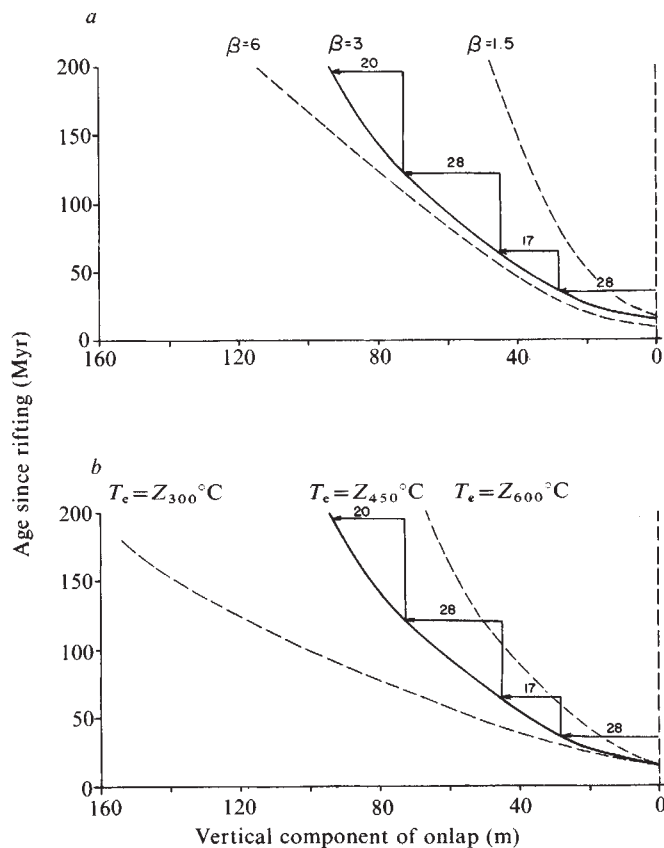 a
β=6 β=3 β=1.5
200
20
150
28
100
17
50
28
0
160 120 80 40 0
Age since rifting (Myr)
b
Te=Z300°C Te=Z450°C Te=Z600°C
200
20
150
28
100
17
50
28
0
160 120 80 40 0
Vertical component of onlap (m)